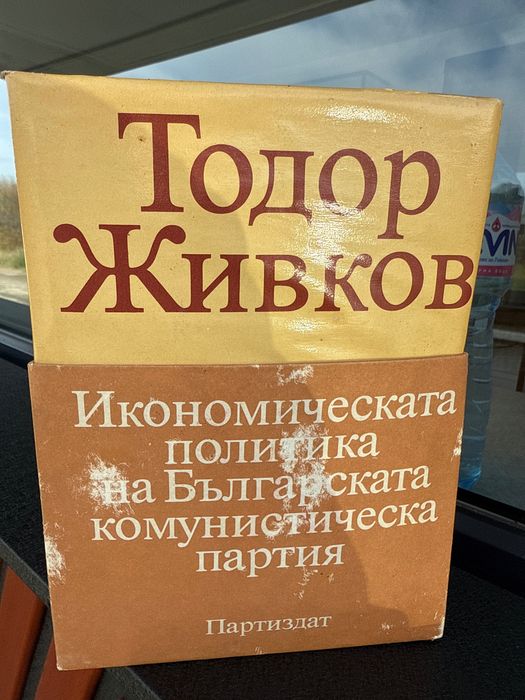 Тодор
Живков
Икономическата
политика
на Българската
комунистическа
партия
Партиздат